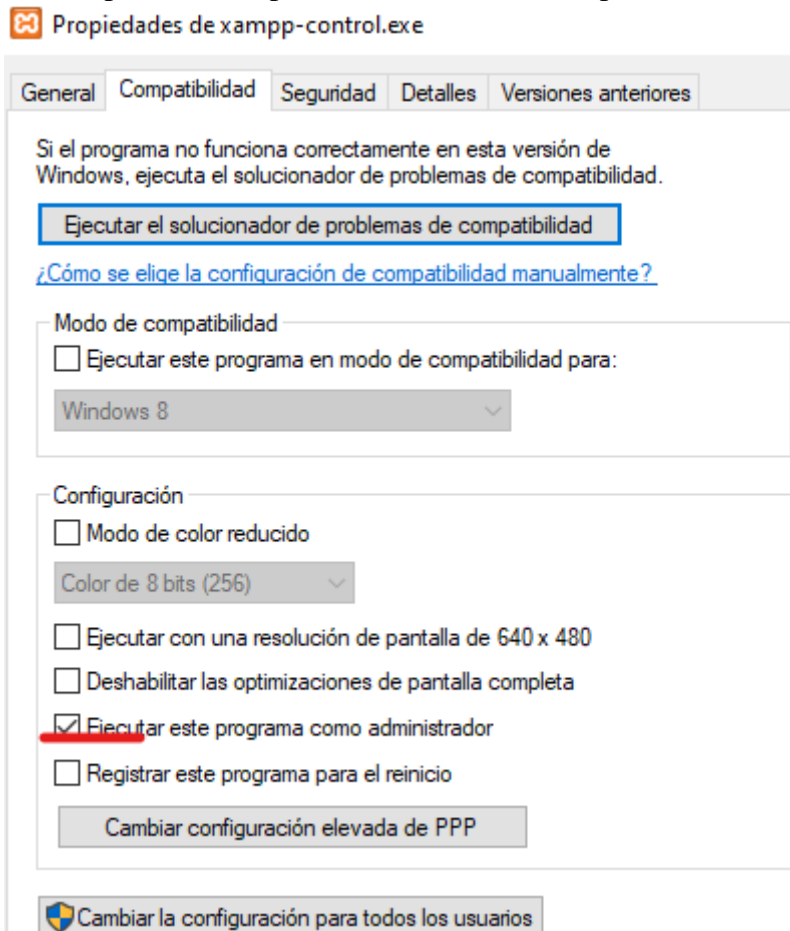 Propiedades de xampp-control.exe
General Compatibilidad Seguridad Detalles Versiones anteriores
Si el programa no funciona correctamente en esta versión de
Windows, ejecuta el solucionador de problemas de compatibilidad.
Ejecutar el solucionador de problemas de compatibilidad
¿Cómo se elige la configuración de compatibilidad manualmente?
Modo de compatibilidad
Ejecutar este programa en modo de compatibilidad para:
Windows 8
Configuración
Modo de color reducido
Color de 8 bits (256)
Ejecutar con una resolución de pantalla de 640 x 480
Deshabilitar las optimizaciones de pantalla completa
Ejecutar este programa como administrador
Registrar este programa para el reinicio
Cambiar configuración elevada de PPP
Cambiar la configuración para todos los usuarios